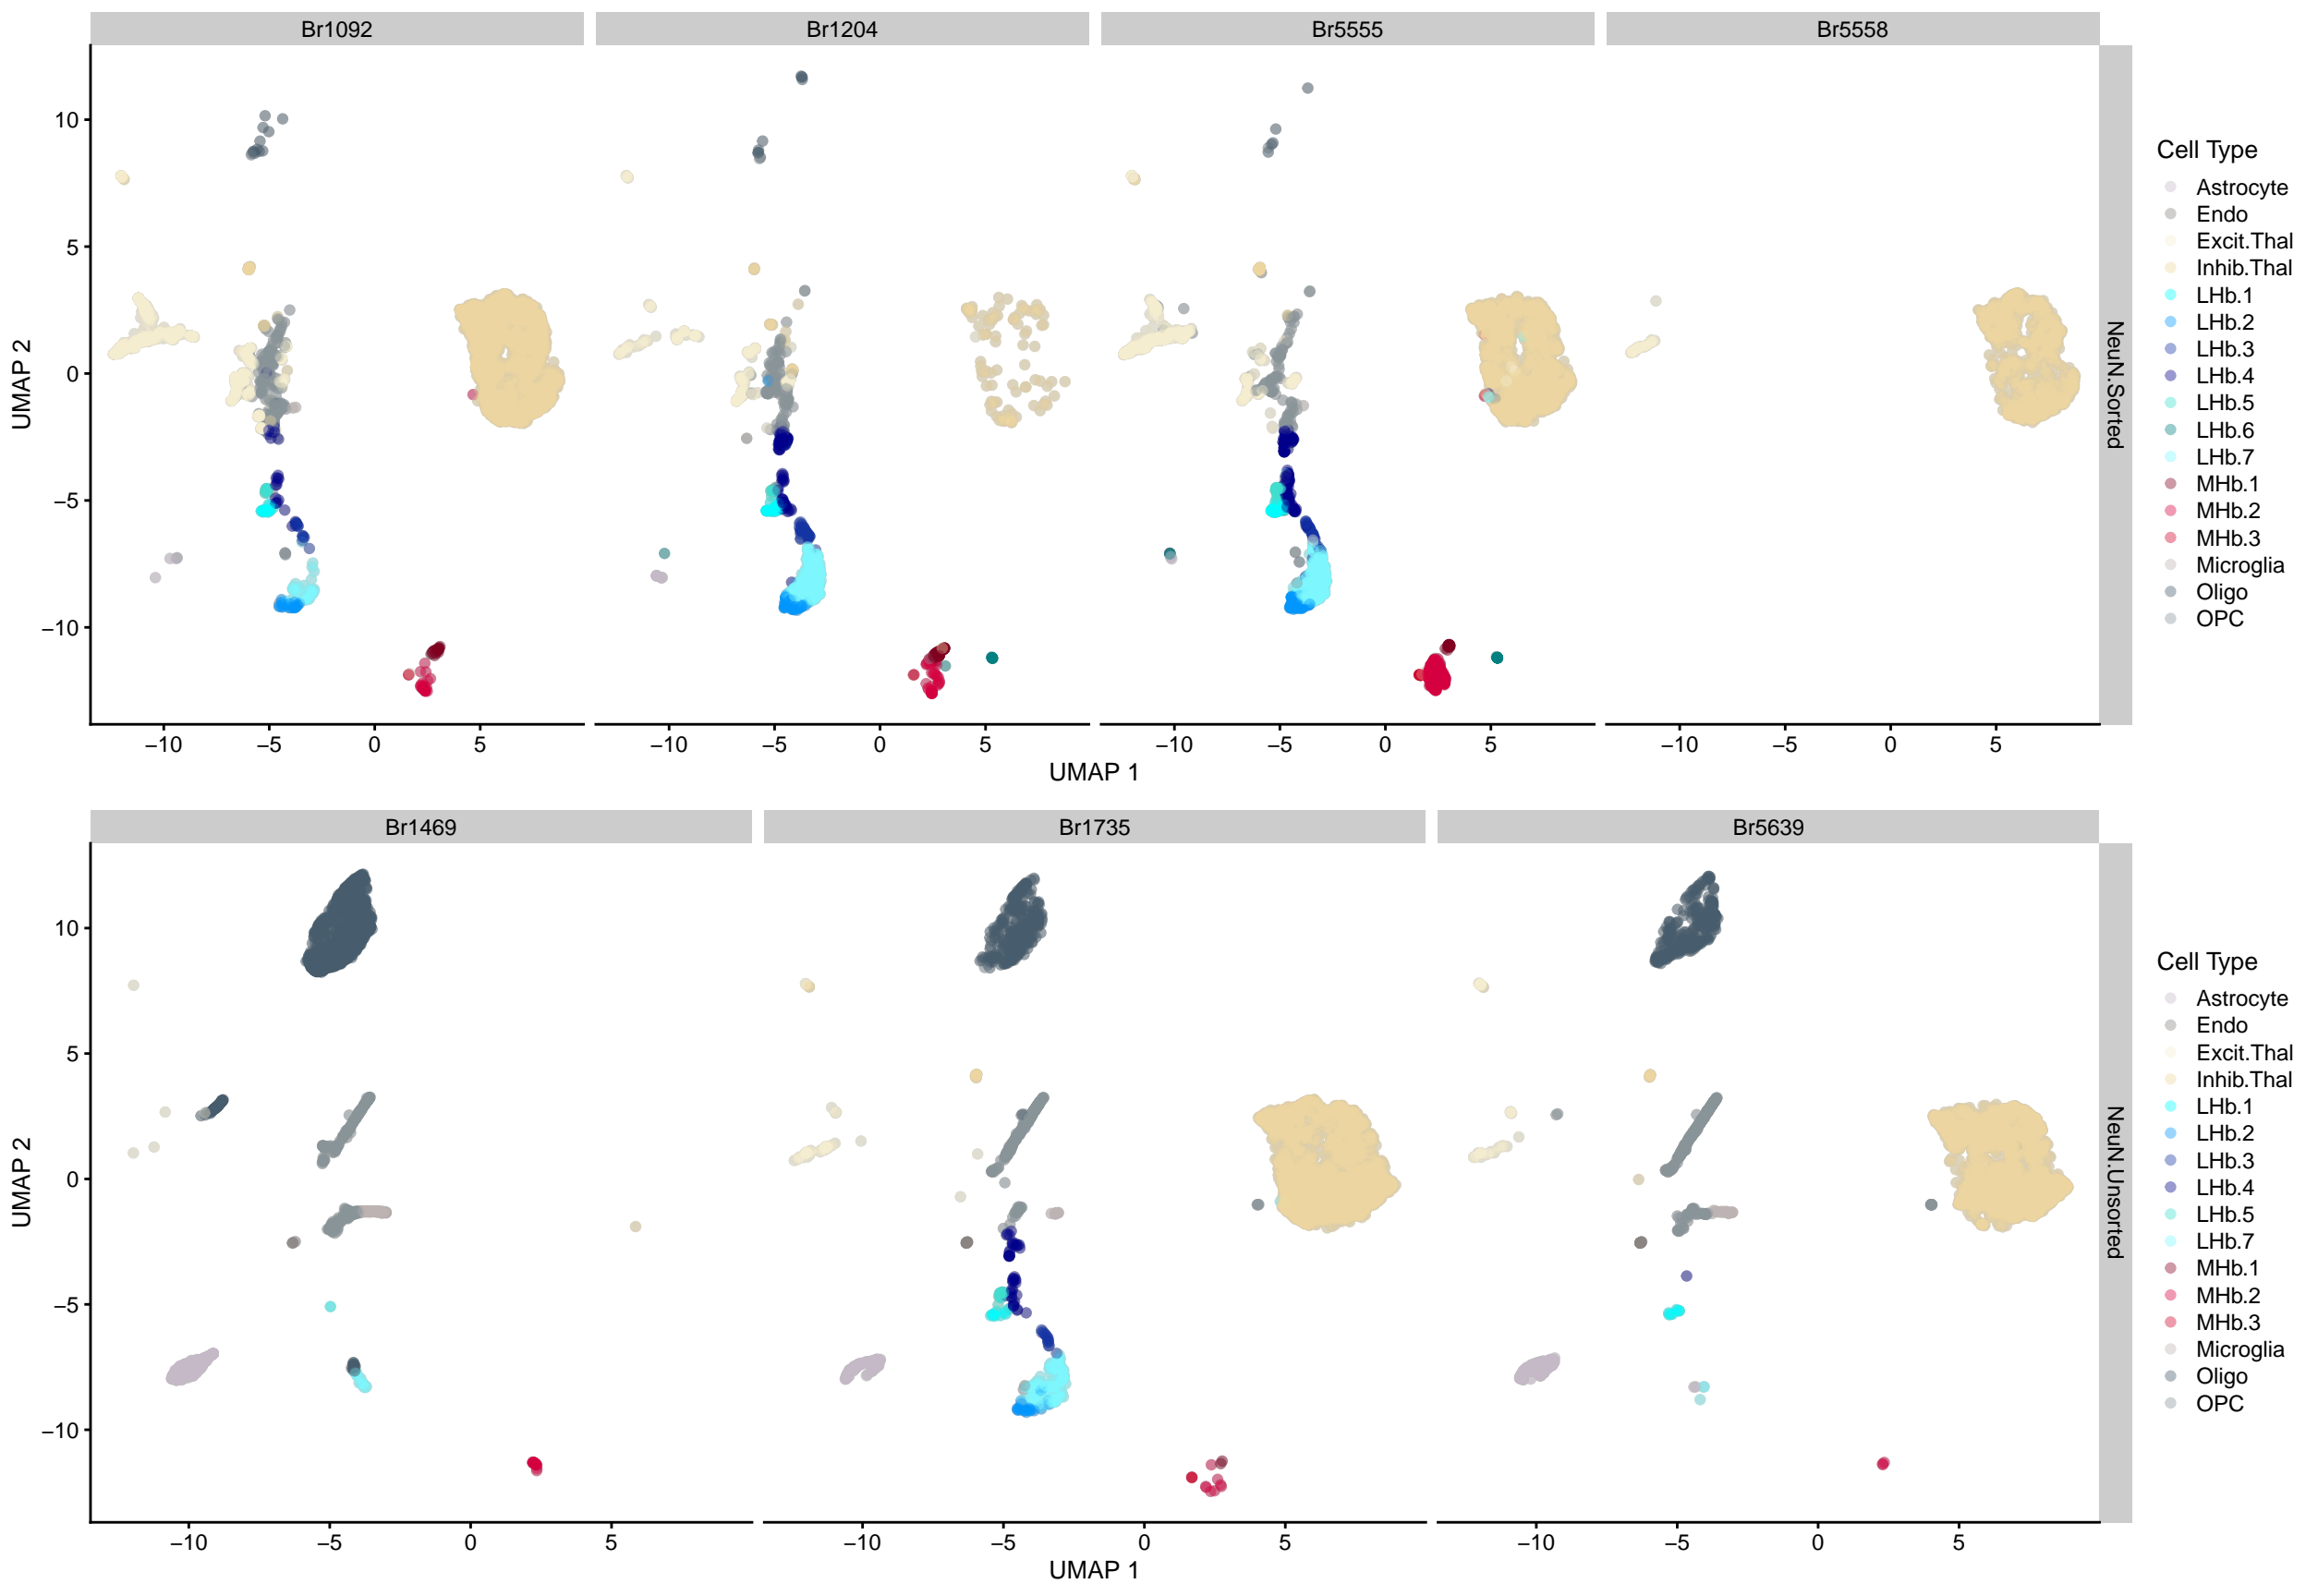 Br1092 Br1204 Br5555 Br5558
10
5
0
−5
−10
UMAP 2
NeuN.Sorted
−10 −5 0 5 −10 −5 0 5 −10 −5 0 5 −10 −5 0 5
UMAP 1
Cell Type
Astrocyte
Endo
Excit.Thal
Inhib.Thal
LHb.1
LHb.2
LHb.3
LHb.4
LHb.5
LHb.6
LHb.7
MHb.1
MHb.2
MHb.3
Microglia
Oligo
OPC
Br1469 Br1735 Br5639
10
5
0
−5
−10
UMAP 2
NeuN.Unsorted
−10 −5 0 5 −10 −5 0 5 −10 −5 0 5
UMAP 1
Cell Type
Astrocyte
Endo
Excit.Thal
Inhib.Thal
LHb.1
LHb.2
LHb.3
LHb.4
LHb.5
LHb.7
MHb.1
MHb.2
MHb.3
Microglia
Oligo
OPC